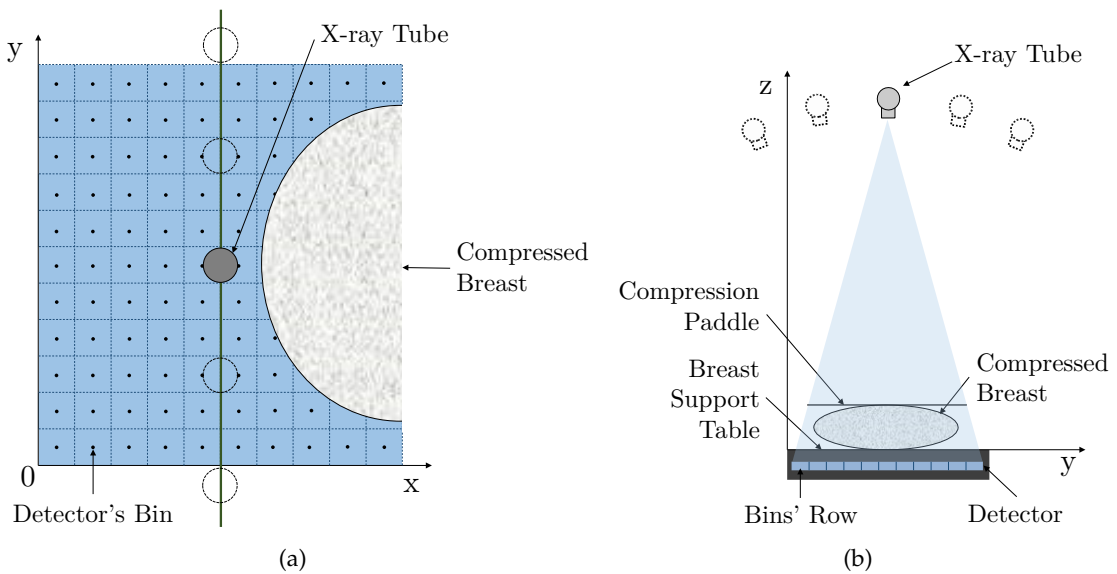 y
X-ray Tube
Compressed
Breast
0
x
Detector's Bin
(a)
X-ray Tube
z
Compression
Paddle
Breast
Support
Table
Compressed
Breast
y
Bins' Row
Detector
(b)